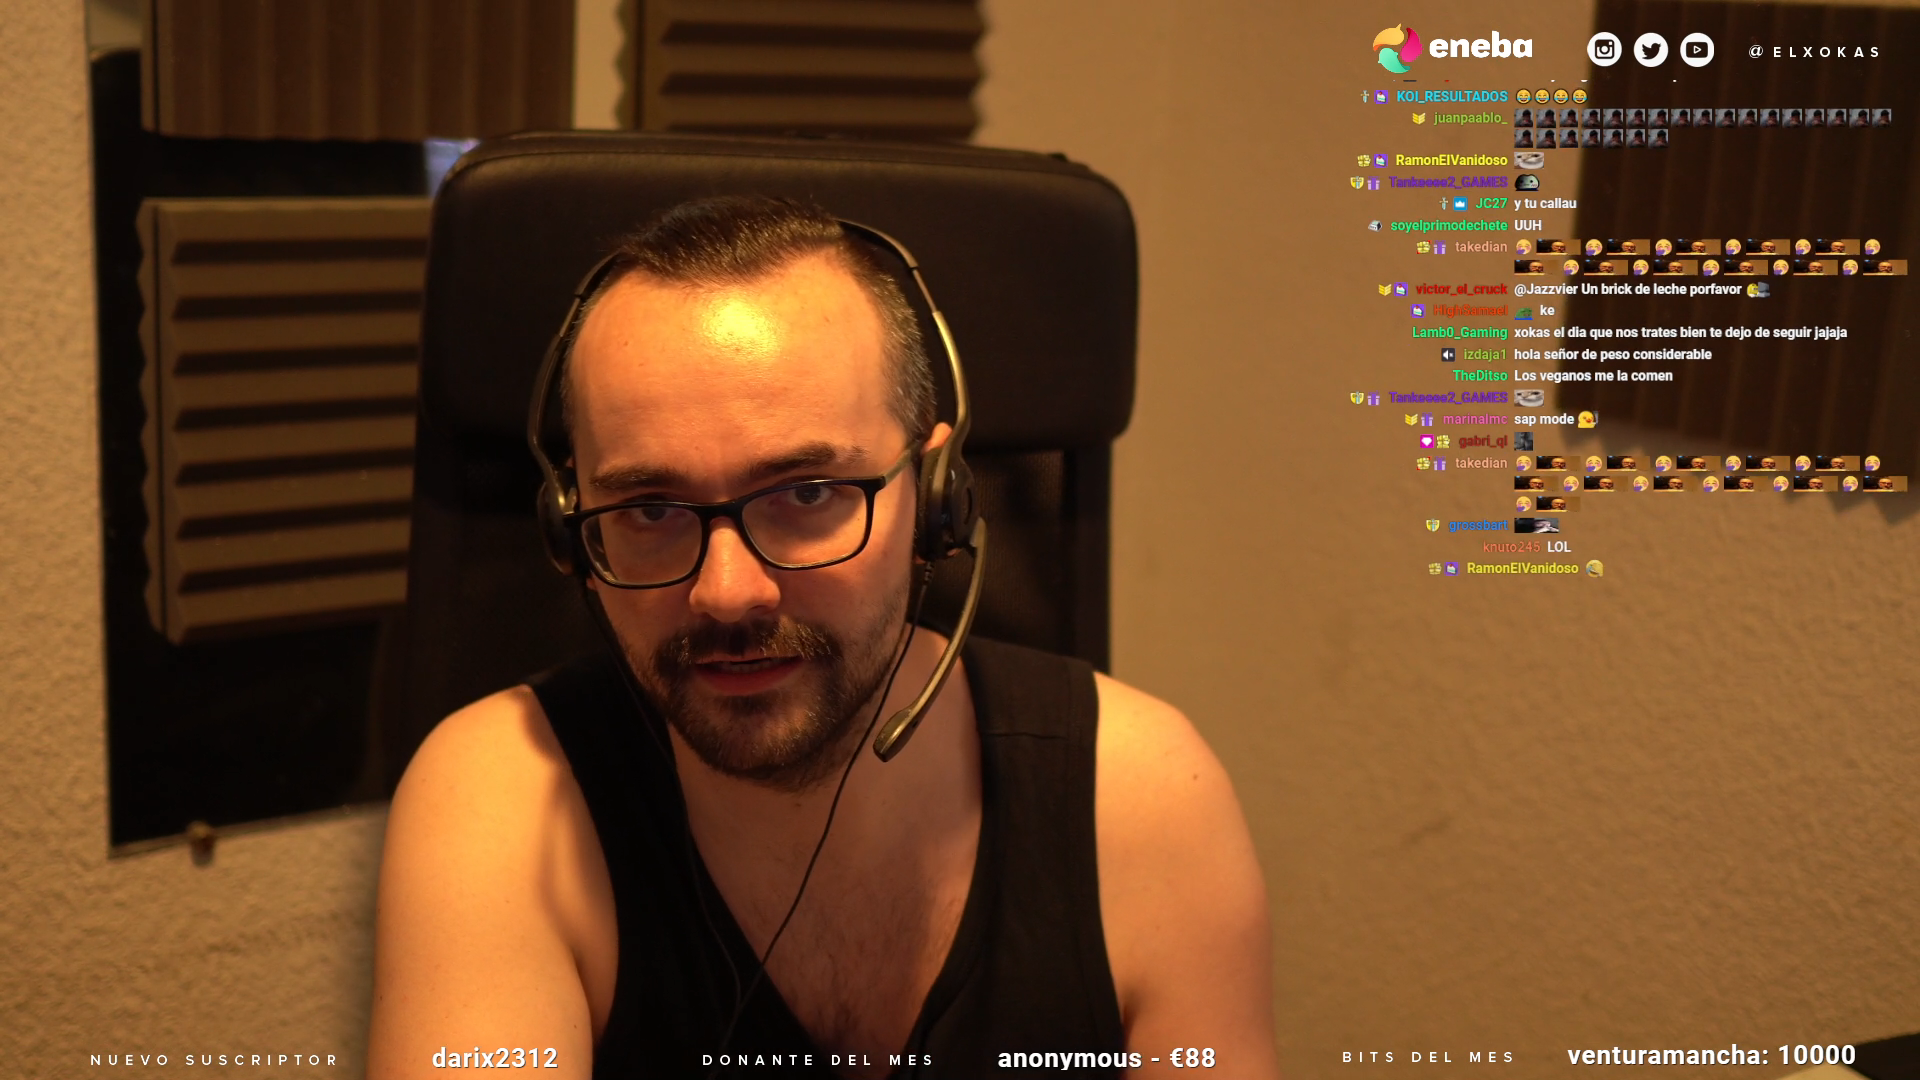 eneba
@ELXOKAS
KOI_RESULTADOS
juanpaablo_
RamonElVanidoso
Tankeeee2_GAMES
JC27 y tu callau
soyelprimodechete UUH
takedian
victor_el_cruck @Jazzvier Un brick de leche porfavor
HighSamael ke
Lamb0_Gaming xokas el dia que nos trates bien te dejo de seguir jajaja
izdaja1 hola señor de peso considerable
TheDitso Los veganos me la comen
Tankeeee2_GAMES
marinalmc sap mode
gabri_ql
takedian
grossbart
knuto245 LOL
RamonElVanidoso
NUEVO SUSCRIPTOR darix2312 DONANTE DEL MES anonymous - €88 BITS DEL MES venturamancha: 10000